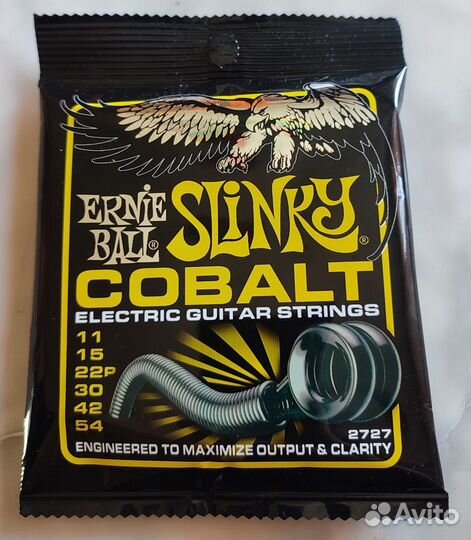 ERNIE BALL® SLINKY®
COBALT
ELECTRIC GUITAR STRINGS
11
15
22P
30
42
54
2727
ENGINEERED TO MAXIMIZE OUTPUT & CLARITY
Avito